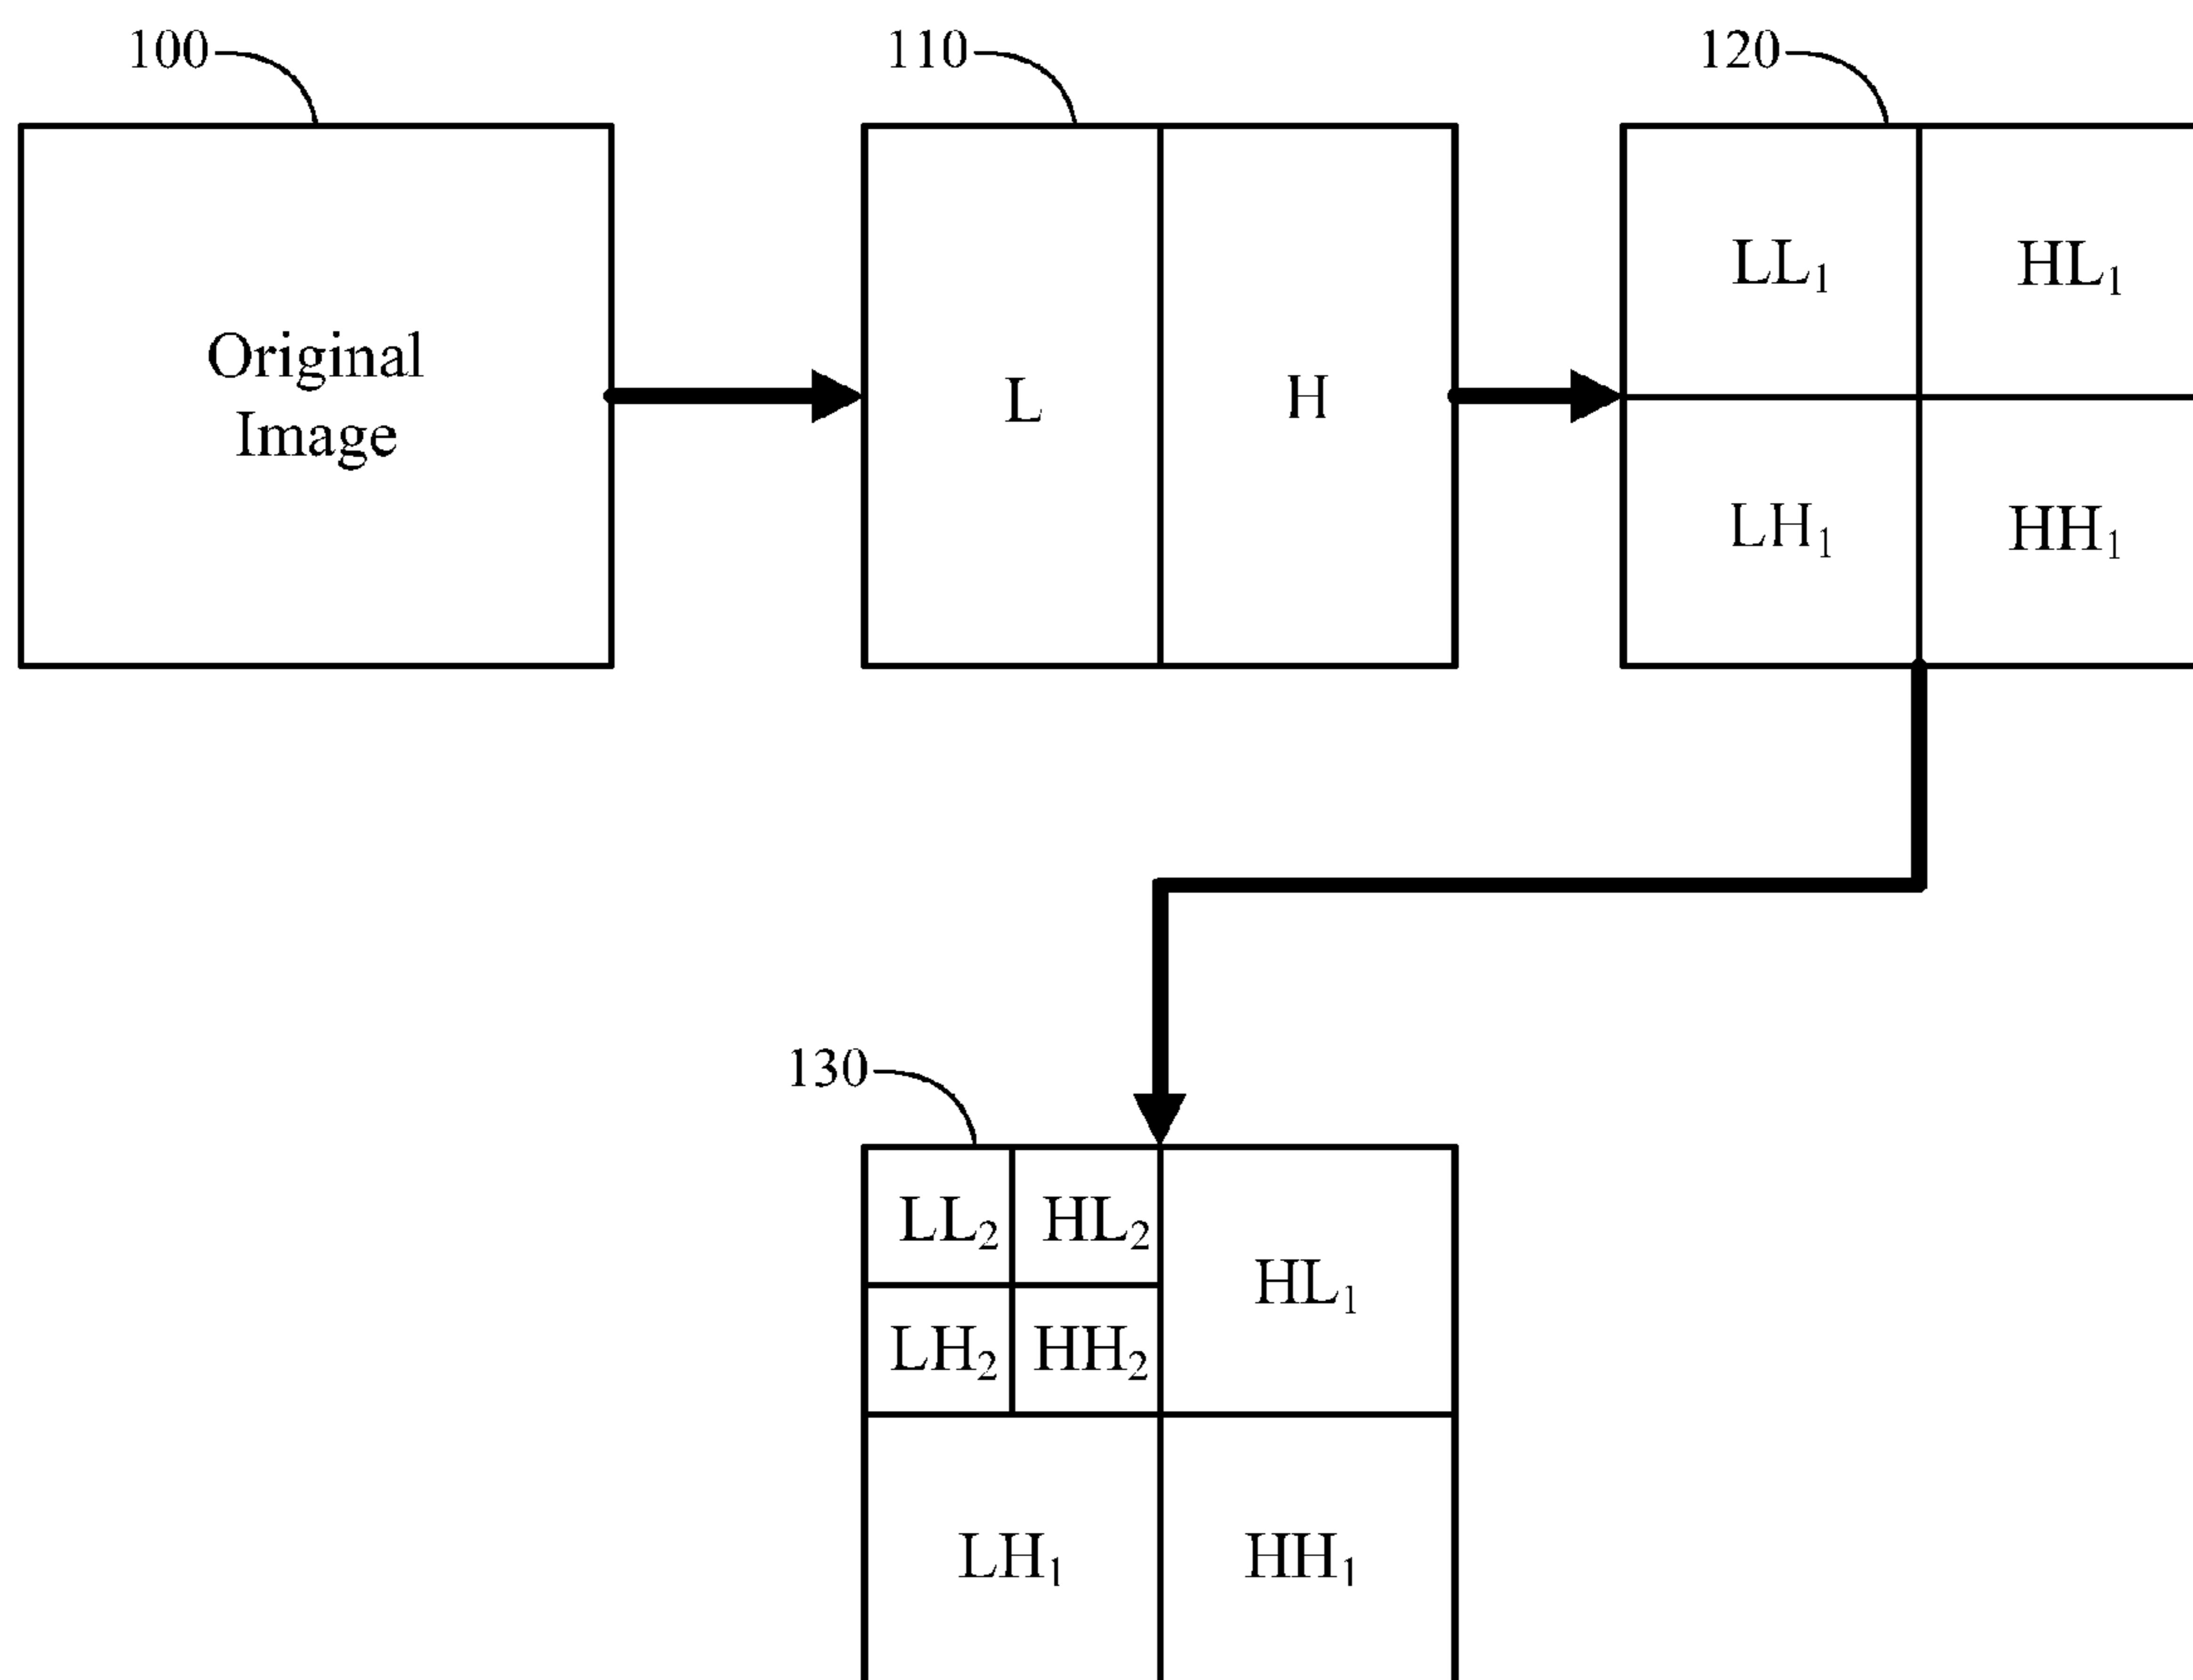 100
110
120
Original
Image
L
H
LL₁
HL₁
LH₁
HH₁
130
LL₂
HL₂
HL₁
LH₂
HH₂
LH₁
HH₁